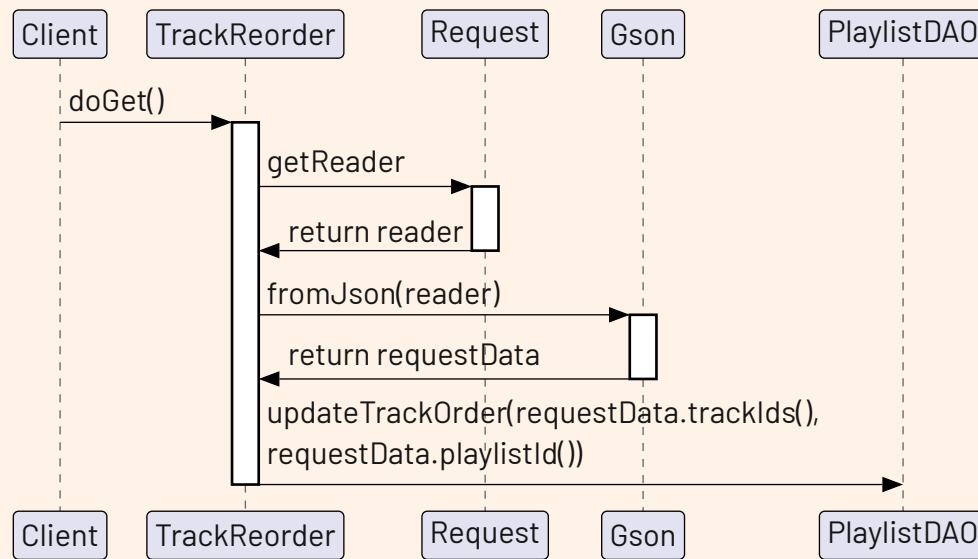 Client TrackReorder Request Gson PlaylistDAO
doGet()
getReader
return reader
fromJson(reader)
return requestData
updateTrackOrder(requestData.trackIds(),
requestData.playlistId())
Client TrackReorder Request Gson PlaylistDAO